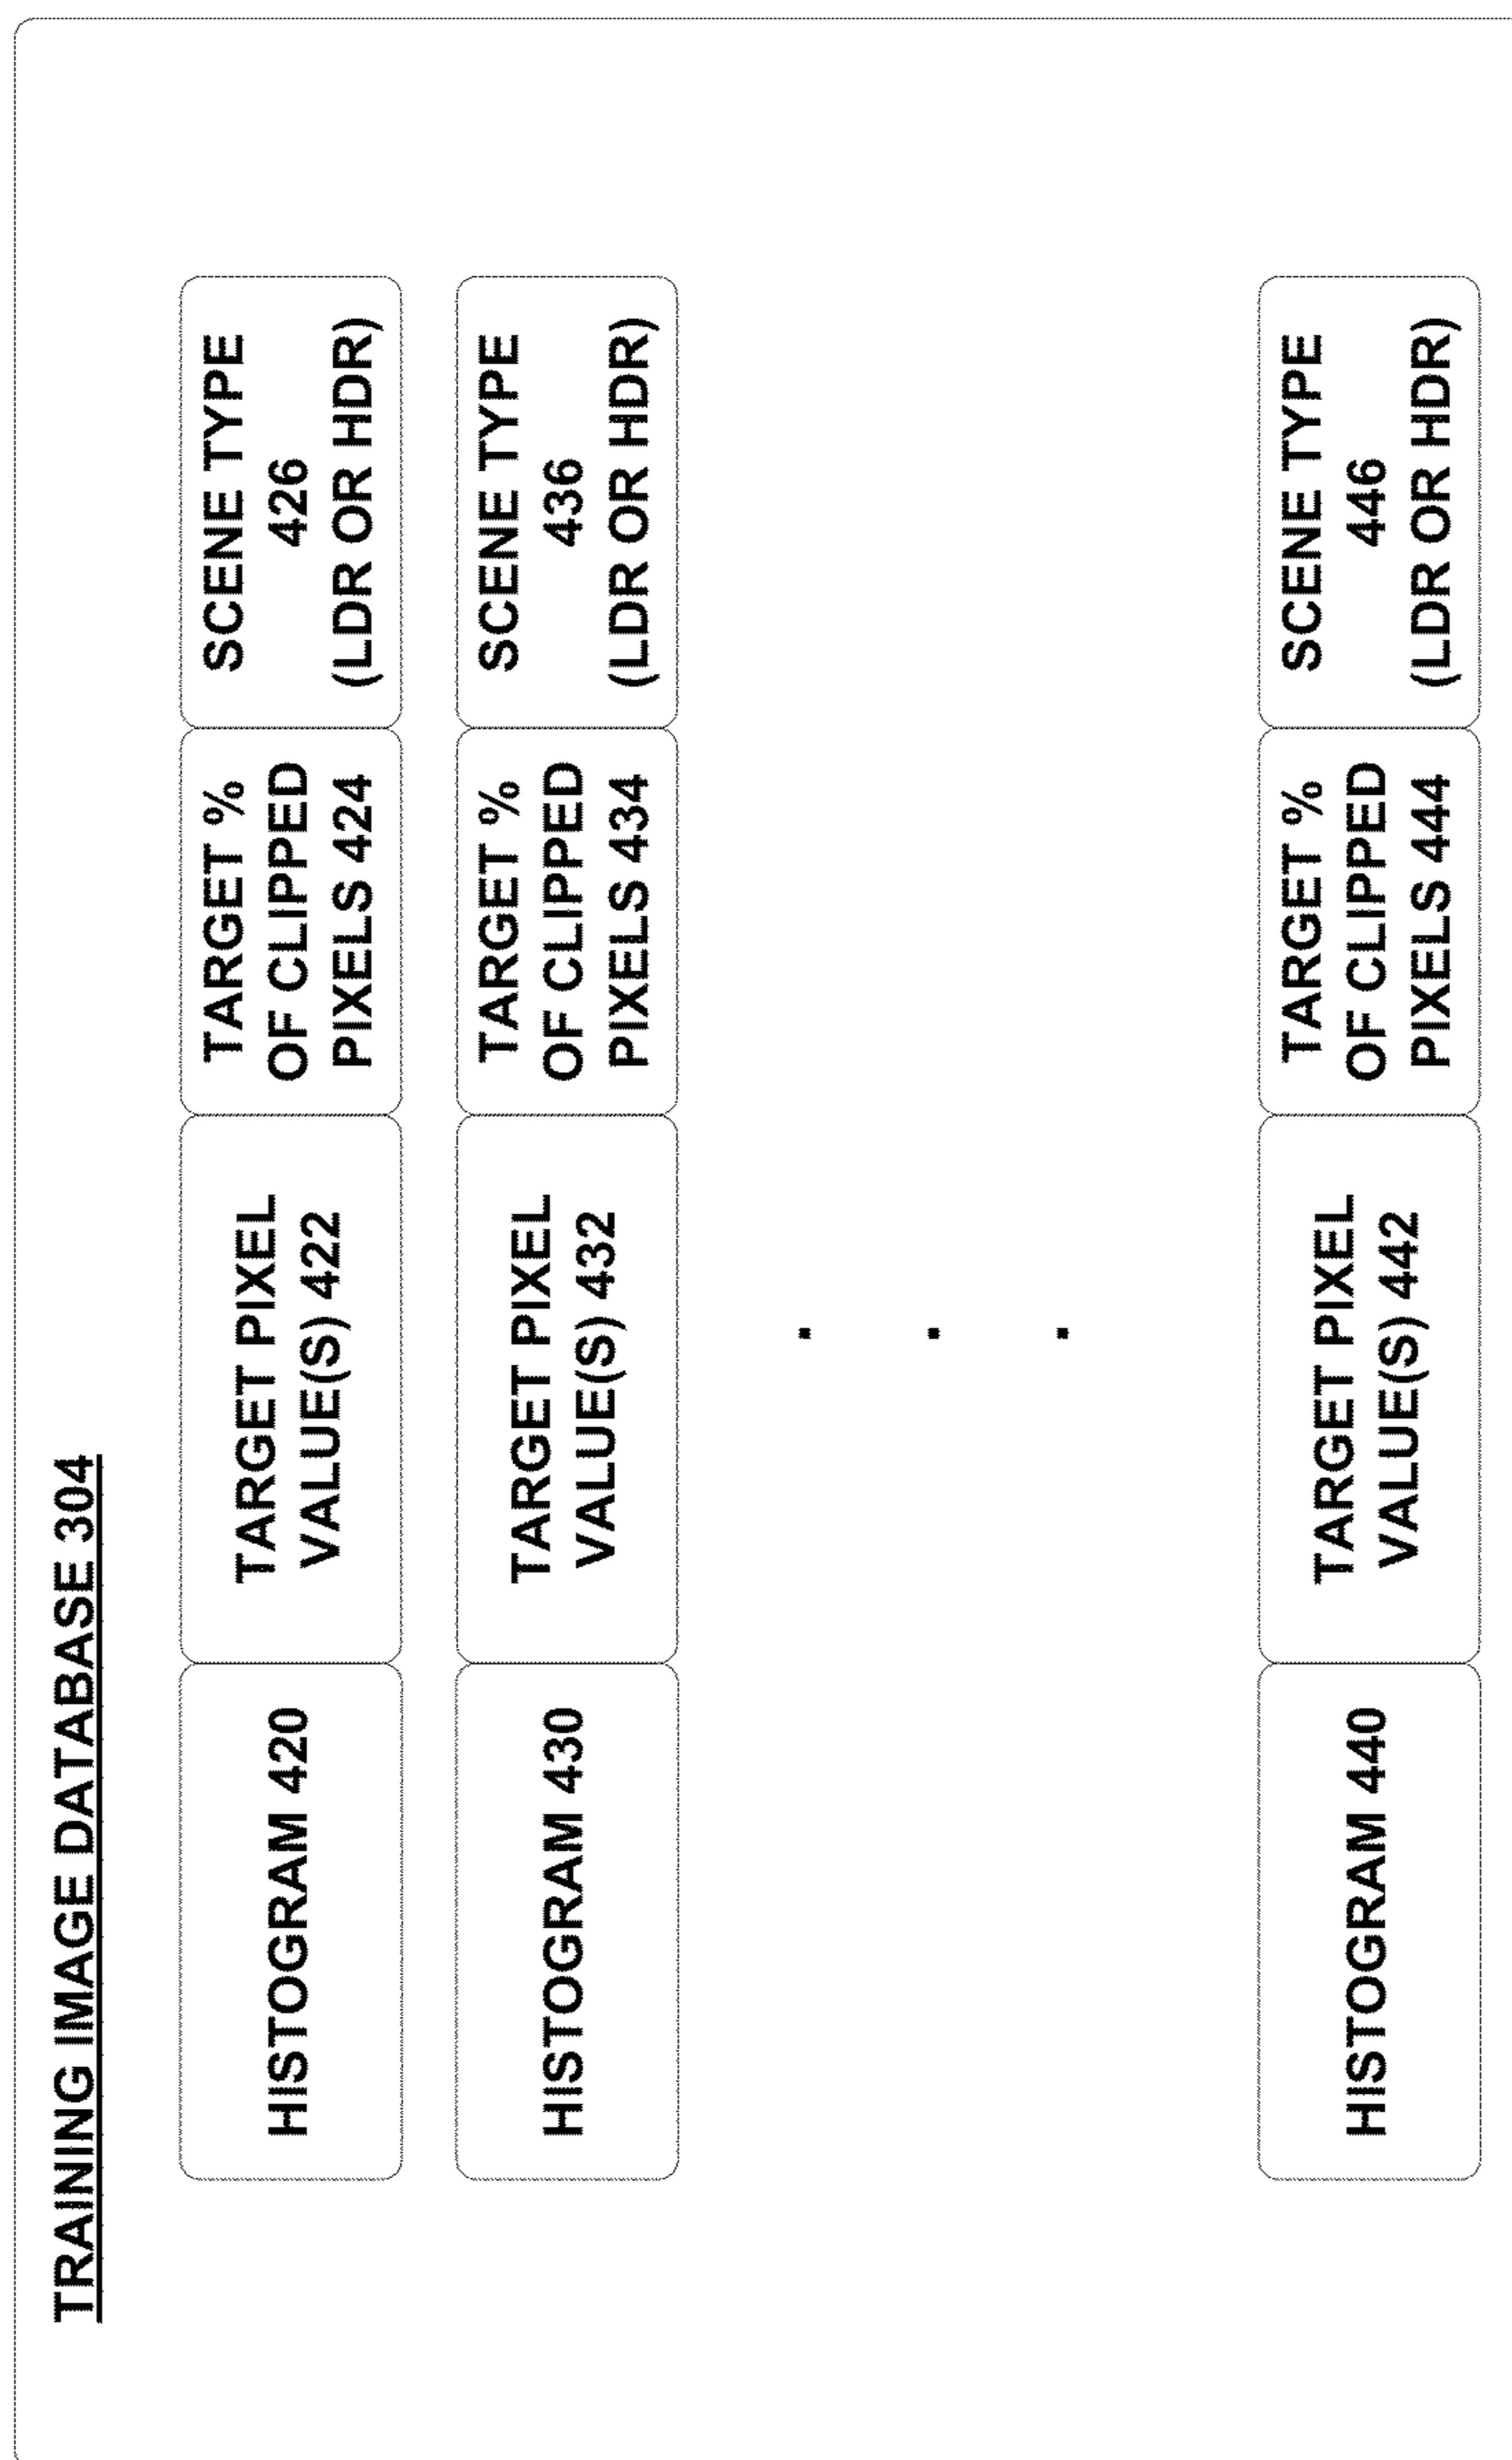 TRAINING IMAGE DATABASE 304
HISTOGRAM 420
TARGET PIXEL
VALUE(S) 422
TARGET %
OF CLIPPED
PIXELS 424
SCENE TYPE
426
(LDR OR HDR)
HISTOGRAM 430
TARGET PIXEL
VALUE(S) 432
TARGET %
OF CLIPPED
PIXELS 434
SCENE TYPE
436
(LDR OR HDR)
. . .
HISTOGRAM 440
TARGET PIXEL
VALUE(S) 442
TARGET %
OF CLIPPED
PIXELS 444
SCENE TYPE
446
(LDR OR HDR)